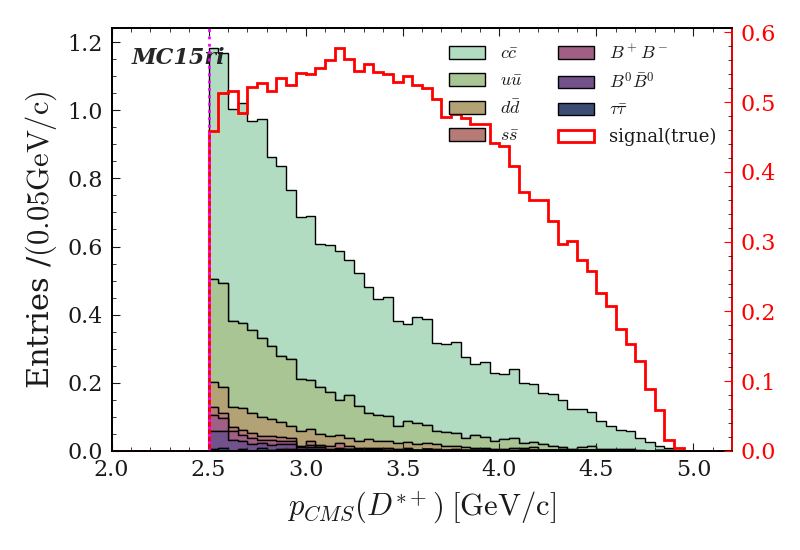 MC15ri
cc̄
uū
dd̄
ss̄
B⁺B⁻
B⁰B̄⁰
ττ̄
signal(true)
Entries /(0.05GeV/c)
0.0
0.2
0.4
0.6
0.8
1.0
1.2
0.0
0.1
0.2
0.3
0.4
0.5
0.6
2.0 2.5 3.0 3.5 4.0 4.5 5.0
p_CMS(D*⁺) [GeV/c]